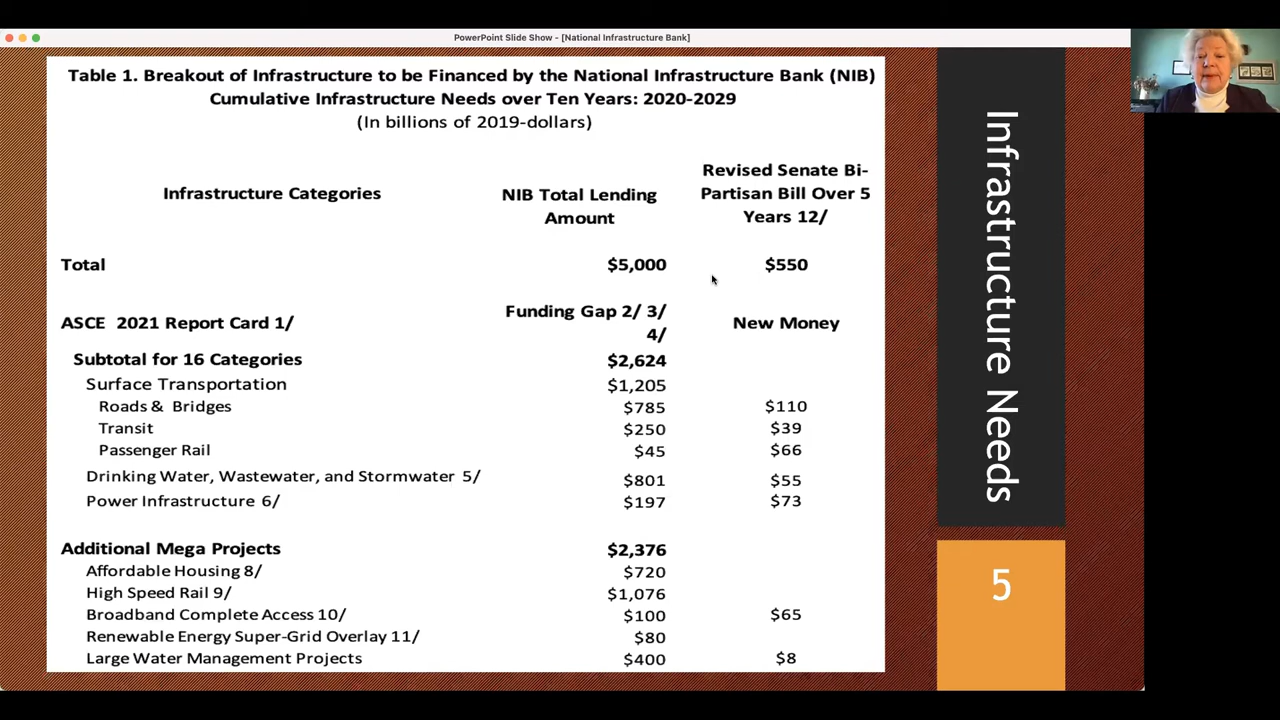 PowerPoint Slide Show - [National Infrastructure Bank]
Table 1. Breakout of Infrastructure to be Financed by the National Infrastructure Bank (NIB)
Cumulative Infrastructure Needs over Ten Years: 2020-2029
(In billions of 2019-dollars)
Infrastructure Categories
NIB Total Lending
Amount
Revised Senate Bi-
Partisan Bill Over 5
Years 12/
Total $5,000 $550
ASCE 2021 Report Card 1/
Funding Gap 2/ 3/
4/
New Money
Subtotal for 16 Categories $2,624
Surface Transportation $1,205
Roads & Bridges $785 $110
Transit $250 $39
Passenger Rail $45 $66
Drinking Water, Wastewater, and Stormwater 5/ $801 $55
Power Infrastructure 6/ $197 $73
Additional Mega Projects $2,376
Affordable Housing 8/ $720
High Speed Rail 9/ $1,076
Broadband Complete Access 10/ $100 $65
Renewable Energy Super-Grid Overlay 11/ $80
Large Water Management Projects $400 $8
Infrastructure Needs
5